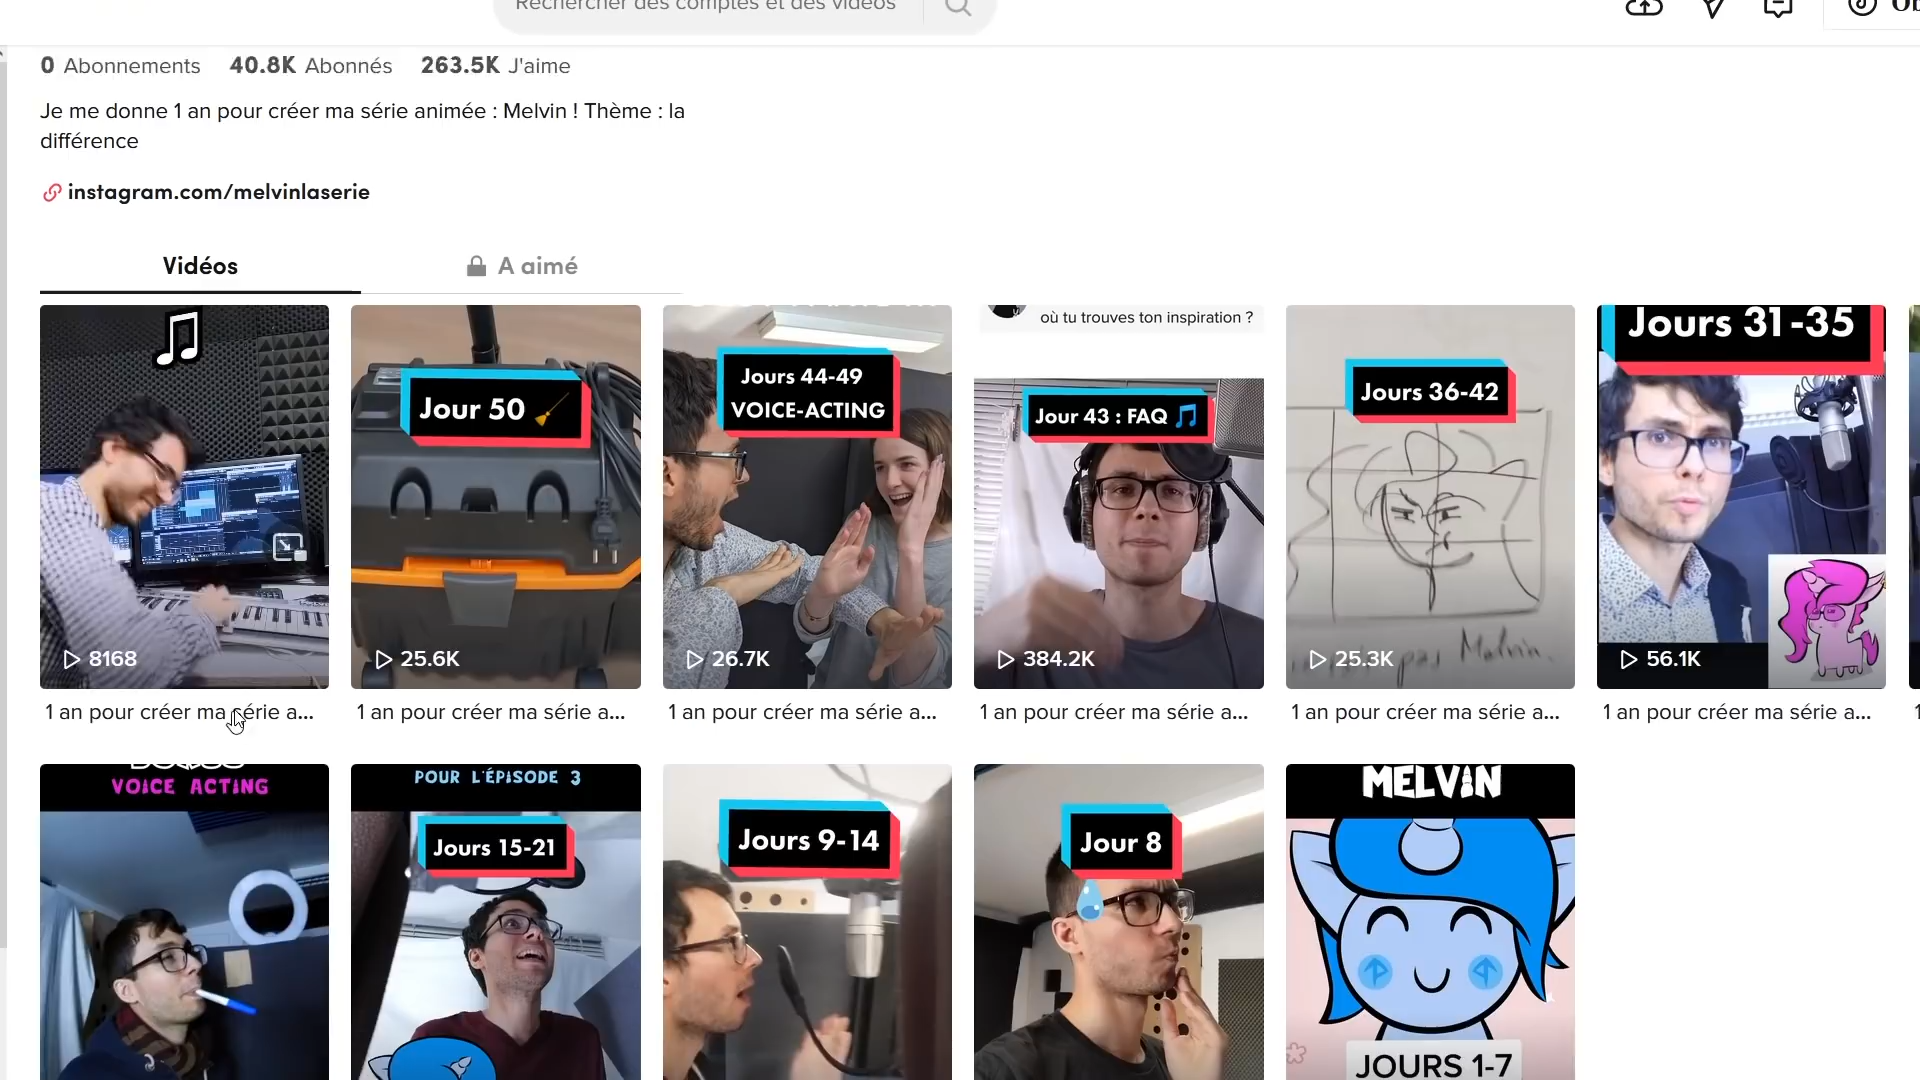 Rechercher des comptes et des vidéos
0 Abonnements 40.8K Abonnés 263.5K J'aime
Je me donne 1 an pour créer ma série animée : Melvin ! Thème : la
différence
instagram.com/melvinlaserie
Vidéos
A aimé
où tu trouves ton inspiration ?
Jour 50
Jours 44-49
VOICE-ACTING
Jour 43 : FAQ
Jours 36-42
Jours 31-35
pas Melvin.
8168
25.6K
26.7K
384.2K
25.3K
56.1K
1 an pour créer ma série a...
1 an pour créer ma série a...
1 an pour créer ma série a...
1 an pour créer ma série a...
1 an pour créer ma série a...
1 an pour créer ma série a...
VOICE ACTING
POUR L'ÉPISODE 3
Jours 15-21
Jours 9-14
Jour 8
MELVIN
JOURS 1-7